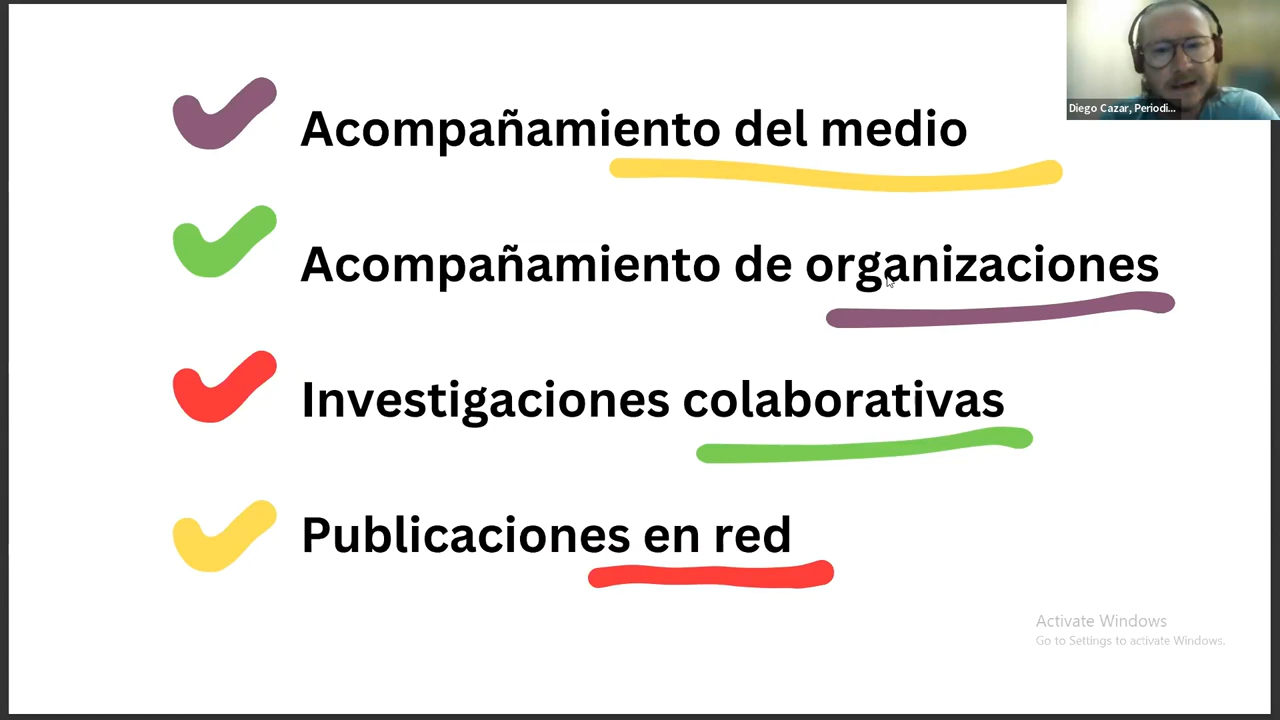 Diego Cazar, Periodi...
Acompañamiento del medio
Acompañamiento de organizaciones
Investigaciones colaborativas
Publicaciones en red
Activate Windows
Go to Settings to activate Windows.